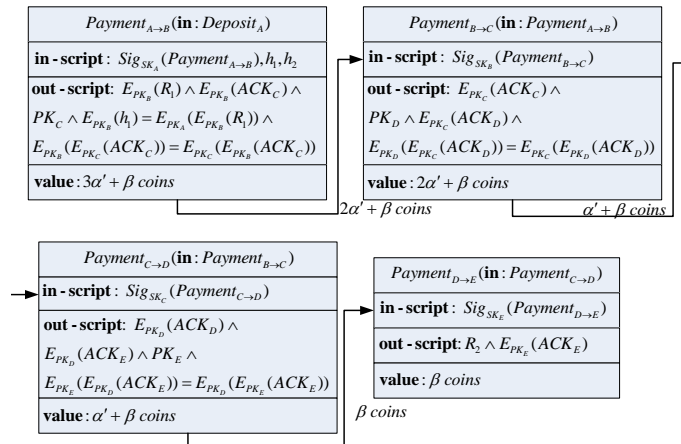 Payment_{A→B}(in: Deposit_A)
in-script: Sig_{SK_A}(Payment_{A→B}), h_1, h_2
out-script: E_{PK_B}(R_1) ∧ E_{PK_B}(ACK_C) ∧
PK_C ∧ E_{PK_B}(h_1) = E_{PK_A}(E_{PK_B}(R_1)) ∧
E_{PK_B}(E_{PK_C}(ACK_C)) = E_{PK_C}(E_{PK_B}(ACK_C))
value: 3α′ + β coins
2α′ + β coins
Payment_{B→C}(in: Payment_{A→B})
in-script: Sig_{SK_B}(Payment_{B→C})
out-script: E_{PK_C}(ACK_C) ∧
PK_D ∧ E_{PK_C}(ACK_D) ∧
E_{PK_D}(E_{PK_C}(ACK_D)) = E_{PK_C}(E_{PK_D}(ACK_D))
value: 2α′ + β coins
α′ + β coins
Payment_{C→D}(in: Payment_{B→C})
in-script: Sig_{SK_C}(Payment_{C→D})
out-script: E_{PK_D}(ACK_D) ∧
E_{PK_D}(ACK_E) ∧ PK_E ∧
E_{PK_E}(E_{PK_D}(ACK_E)) = E_{PK_D}(E_{PK_E}(ACK_E))
value: α′ + β coins
β coins
Payment_{D→E}(in: Payment_{C→D})
in-script: Sig_{SK_E}(Payment_{D→E})
out-script: R_2 ∧ E_{PK_E}(ACK_E)
value: β coins